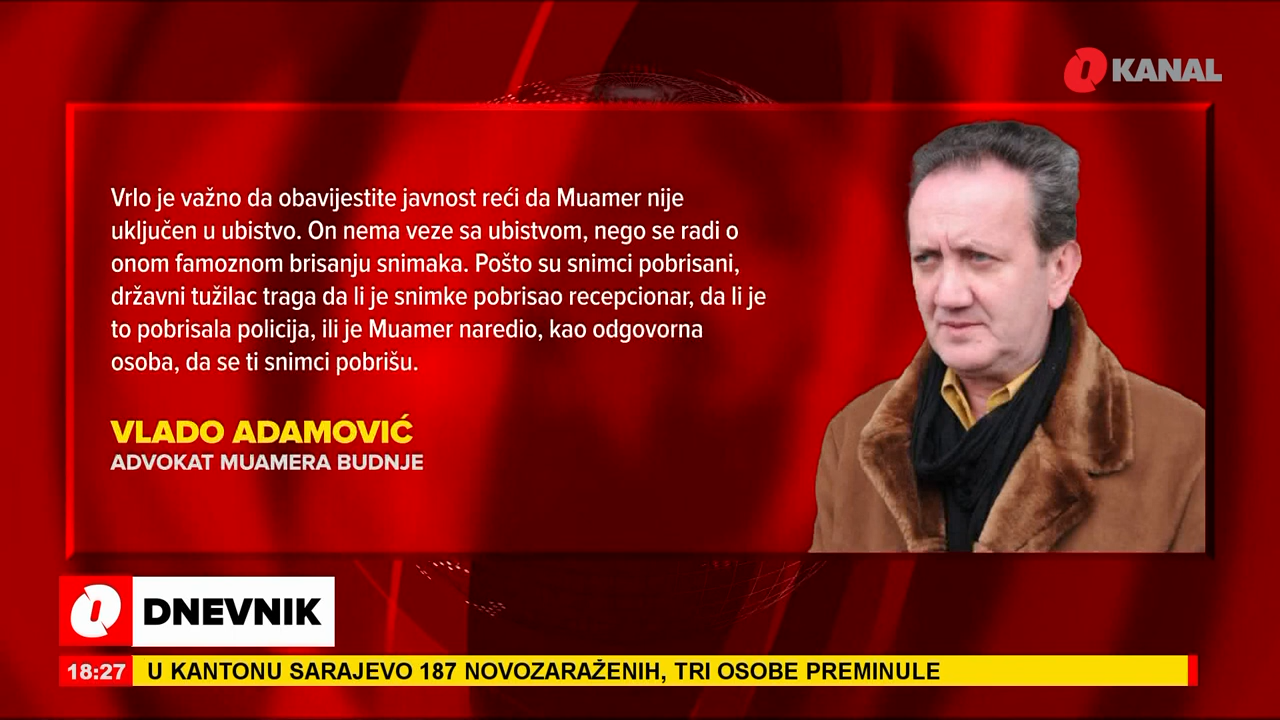 O KANAL
Vrlo je važno da obavijestite javnost reći da Muamer nije
uključen u ubistvo. On nema veze sa ubistvom, nego se radi o
onom famoznom brisanju snimaka. Pošto su snimci pobrisani,
državni tužilac traga da li je snimke pobrisao recepcionar, da li je
to pobrisala policija, ili je Muamer naredio, kao odgovorna
osoba, da se ti snimci pobrišu.
VLADO ADAMOVIĆ
ADVOKAT MUAMERA BUDNJE
O DNEVNIK
18:27 U KANTONU SARAJEVO 187 NOVOZARAŽENIH, TRI OSOBE PREMINULE